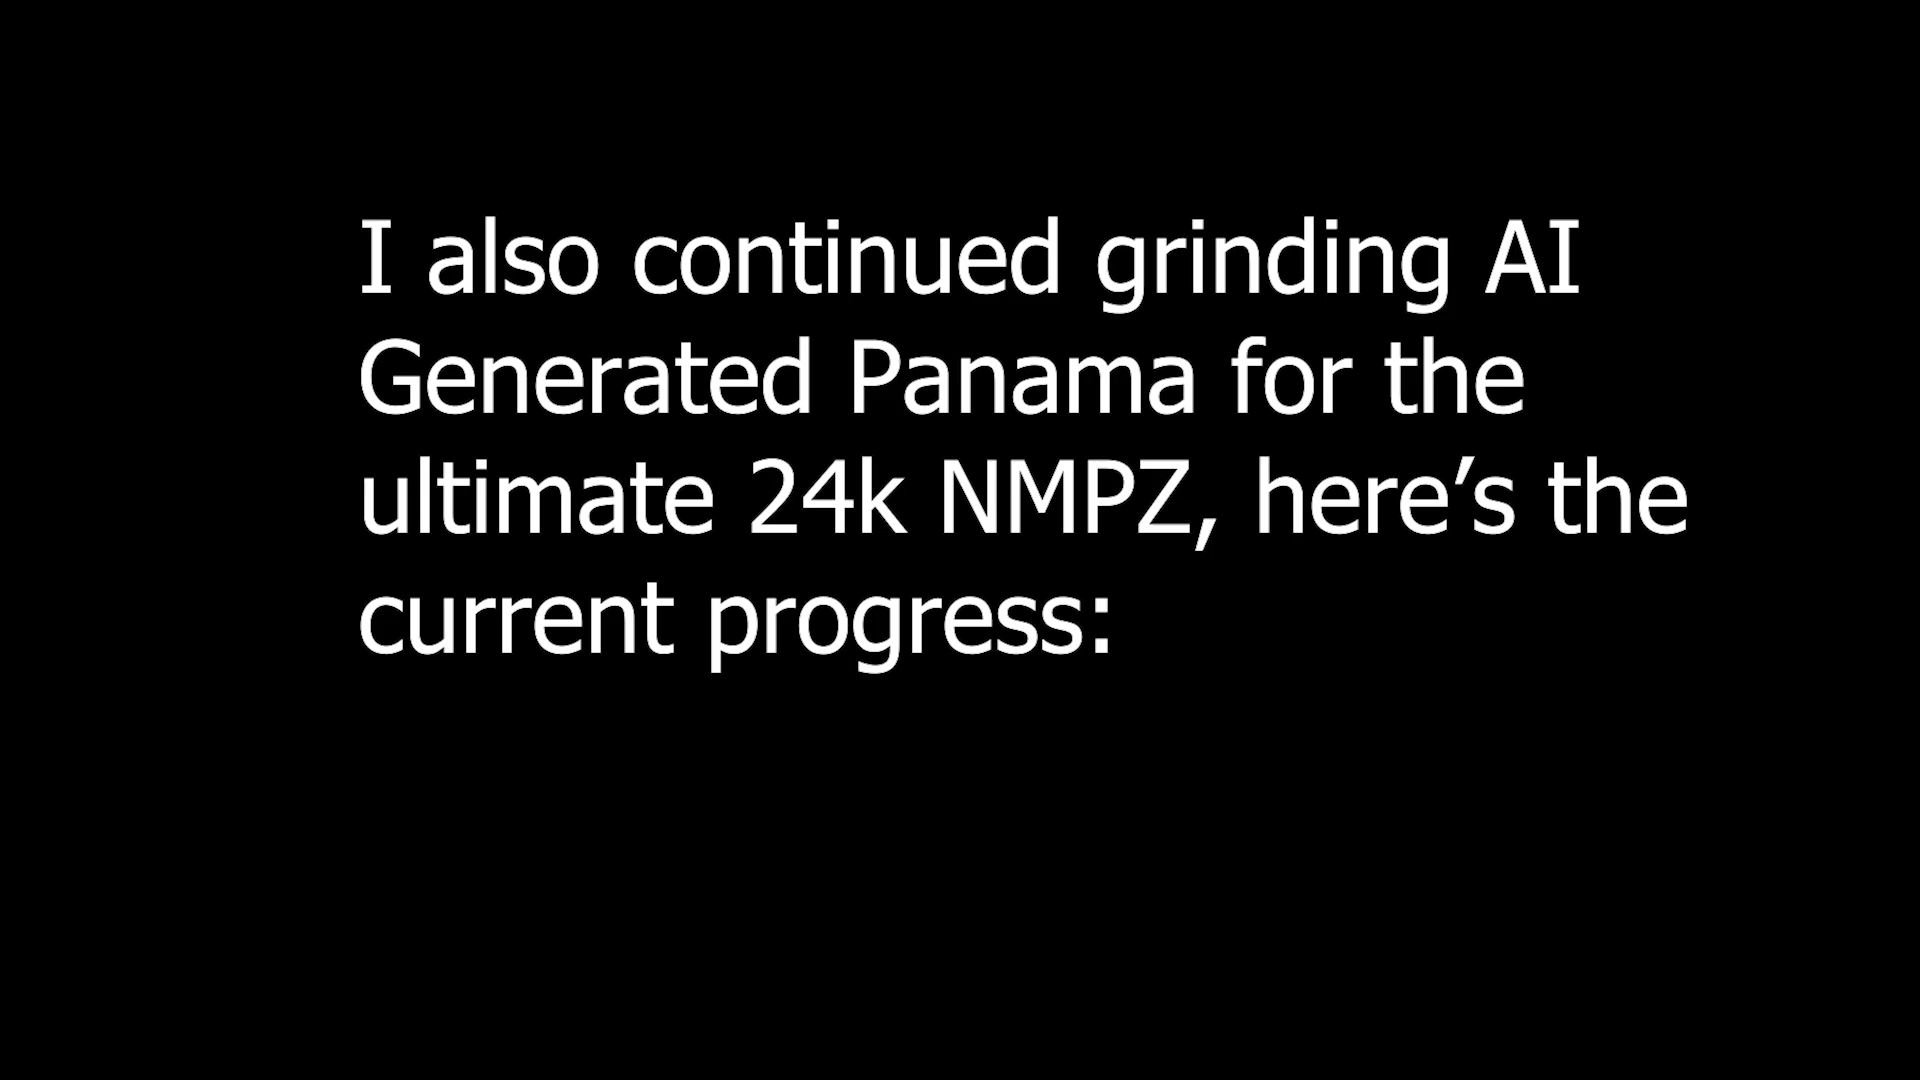 I also continued grinding AI
Generated Panama for the
ultimate 24k NMPZ, here’s the
current progress: